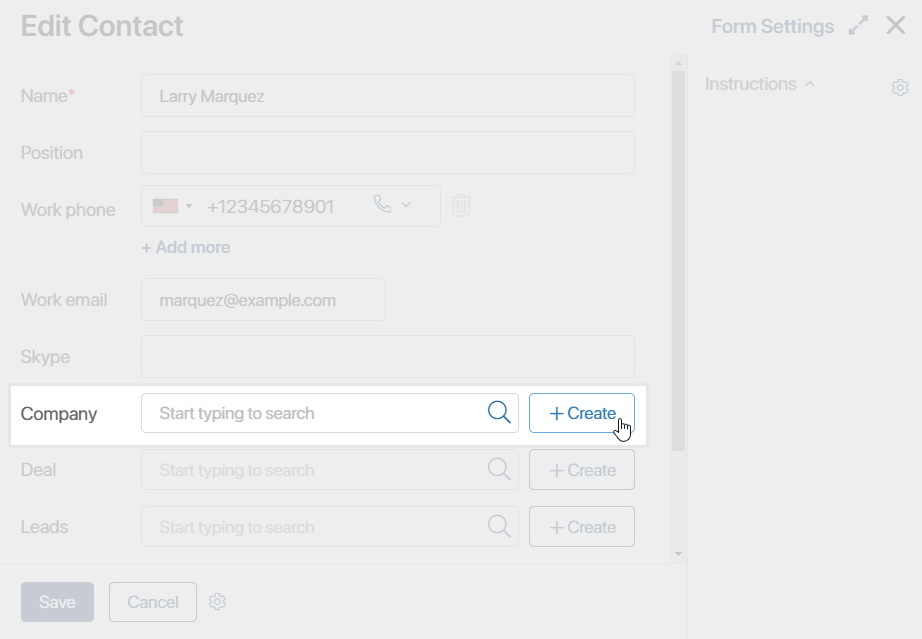 Edit Contact
Form Settings
Instructions
Name* Larry Marquez
Position
Work phone +12345678901
+ Add more
Work email marquez@example.com
Skype
Company Start typing to search + Create
Deal Start typing to search + Create
Leads Start typing to search + Create
Save Cancel